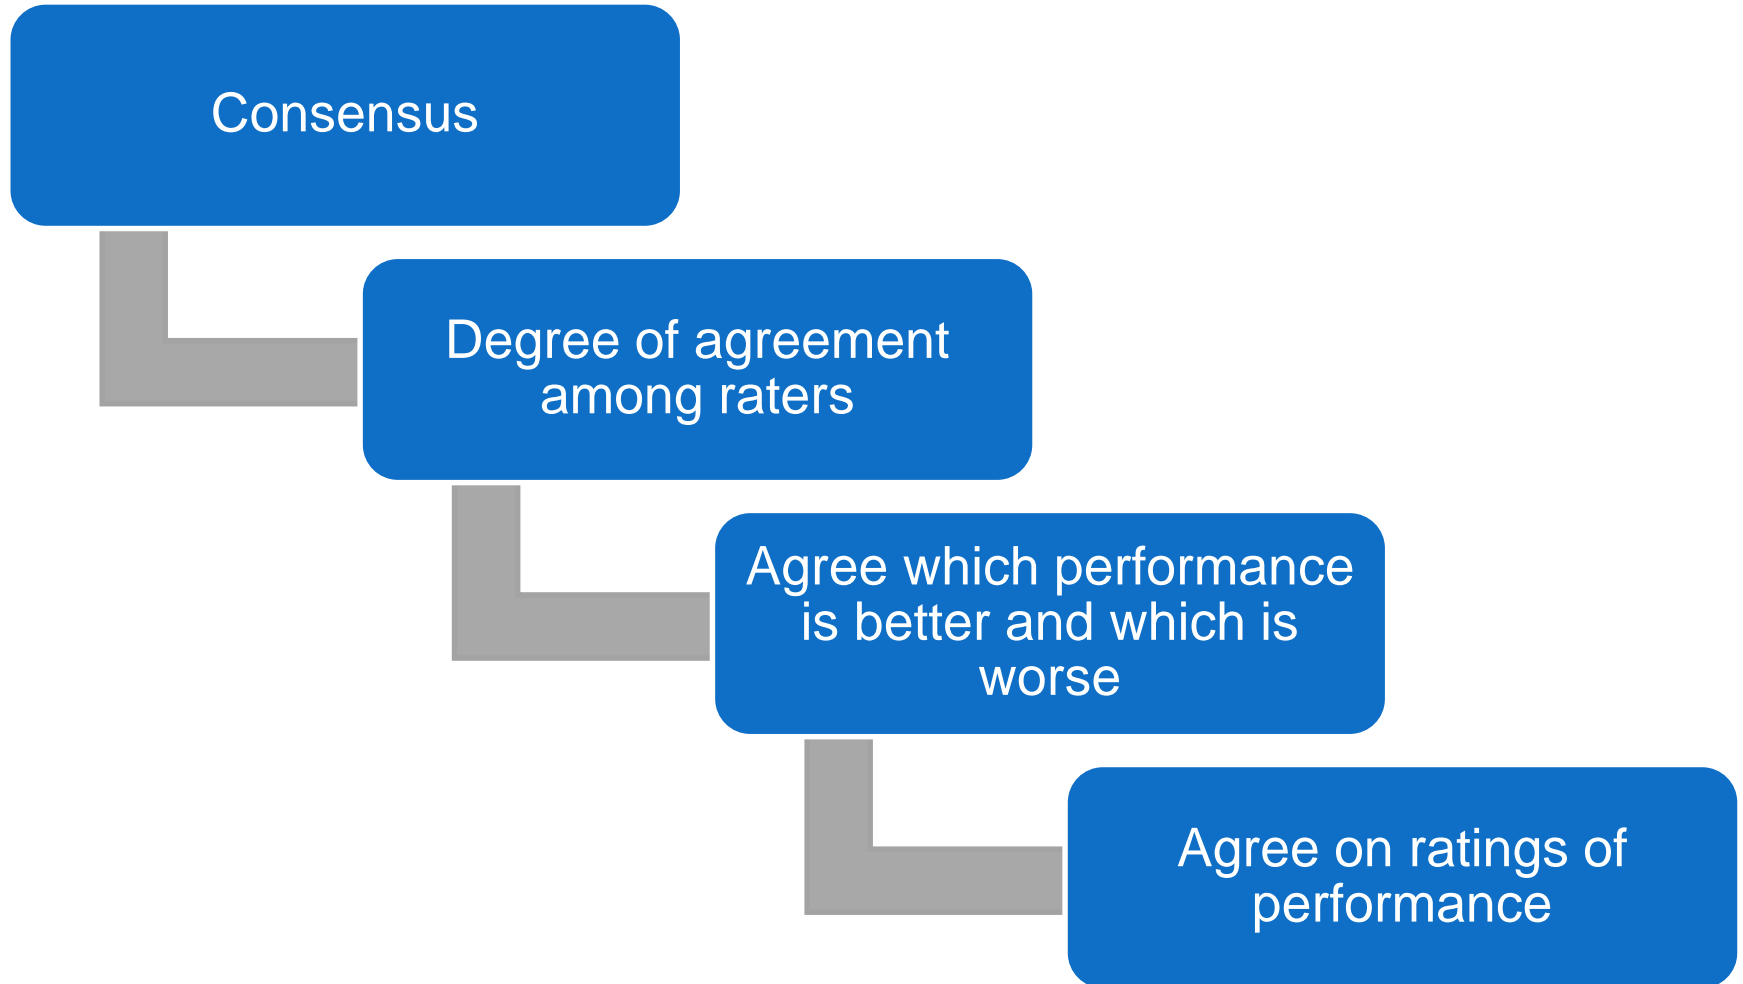 Consensus
Degree of agreement
among raters
Agree which performance
is better and which is
worse
Agree on ratings of
performance